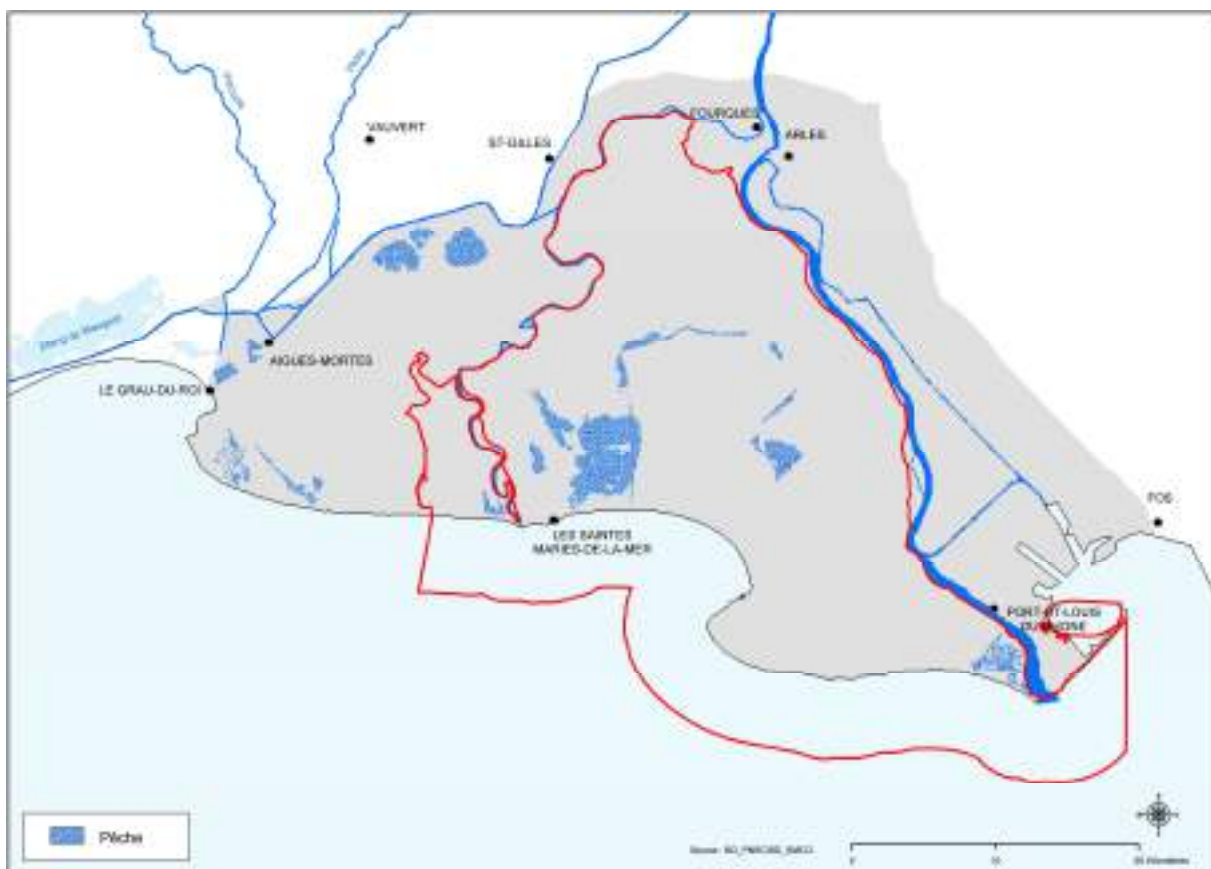 VAUVERT
ST-GILLES
FOURQUES
ARLES
AIGUES-MORTES
LE GRAU-DU-ROI
LES SAINTES
MARIES-DE-LA-MER
FOS
PORT-ST-LOUIS
DU-RHONE
Pêche
0